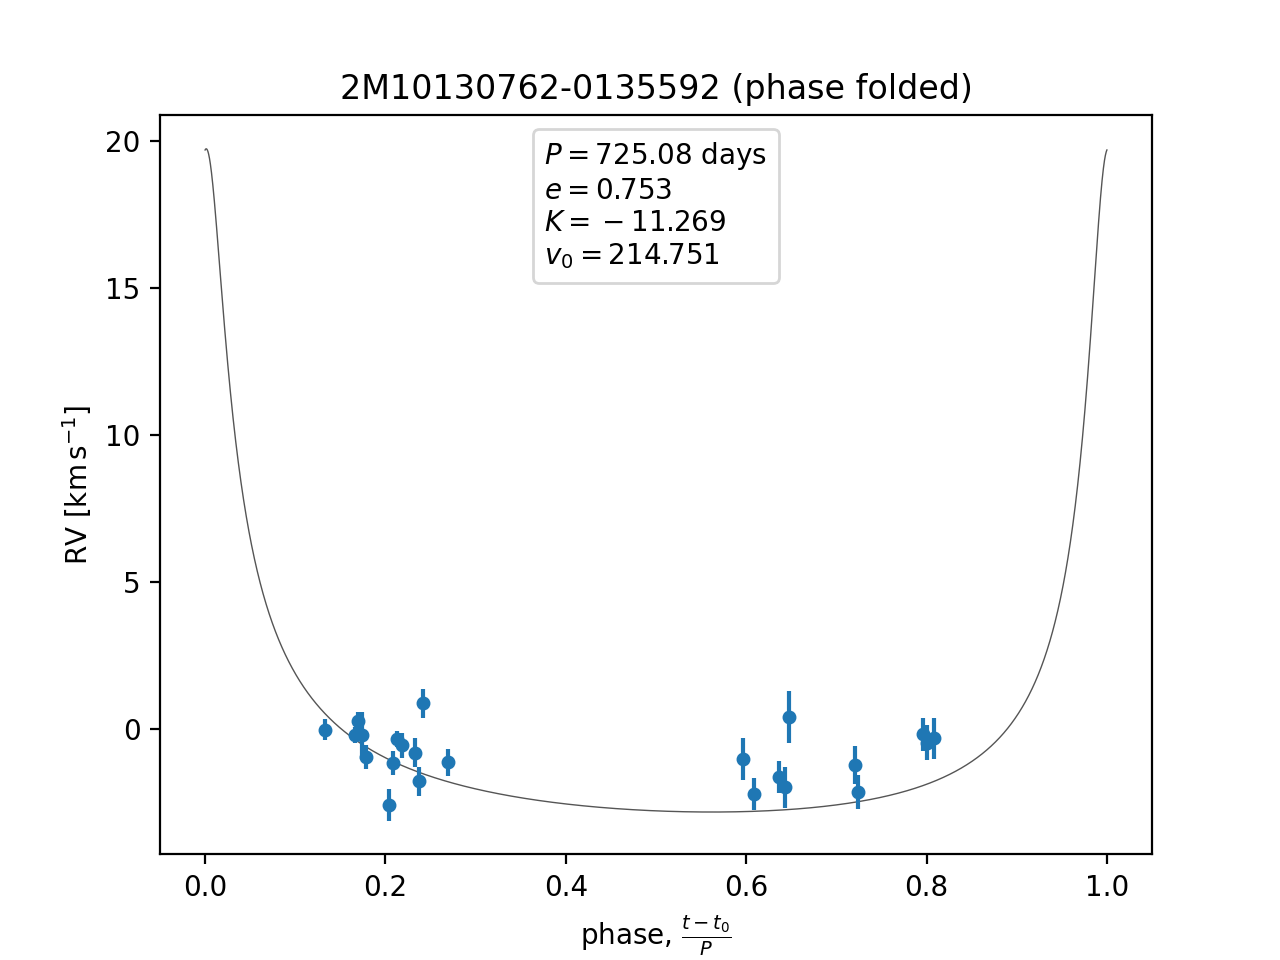 2M10130762-0135592 (phase folded)
P = 725.08 days
e = 0.753
K = −11.269
v₀ = 214.751
20
15
10
5
0
RV [km s⁻¹]
0.0 0.2 0.4 0.6 0.8 1.0
phase, (t − t₀)/P